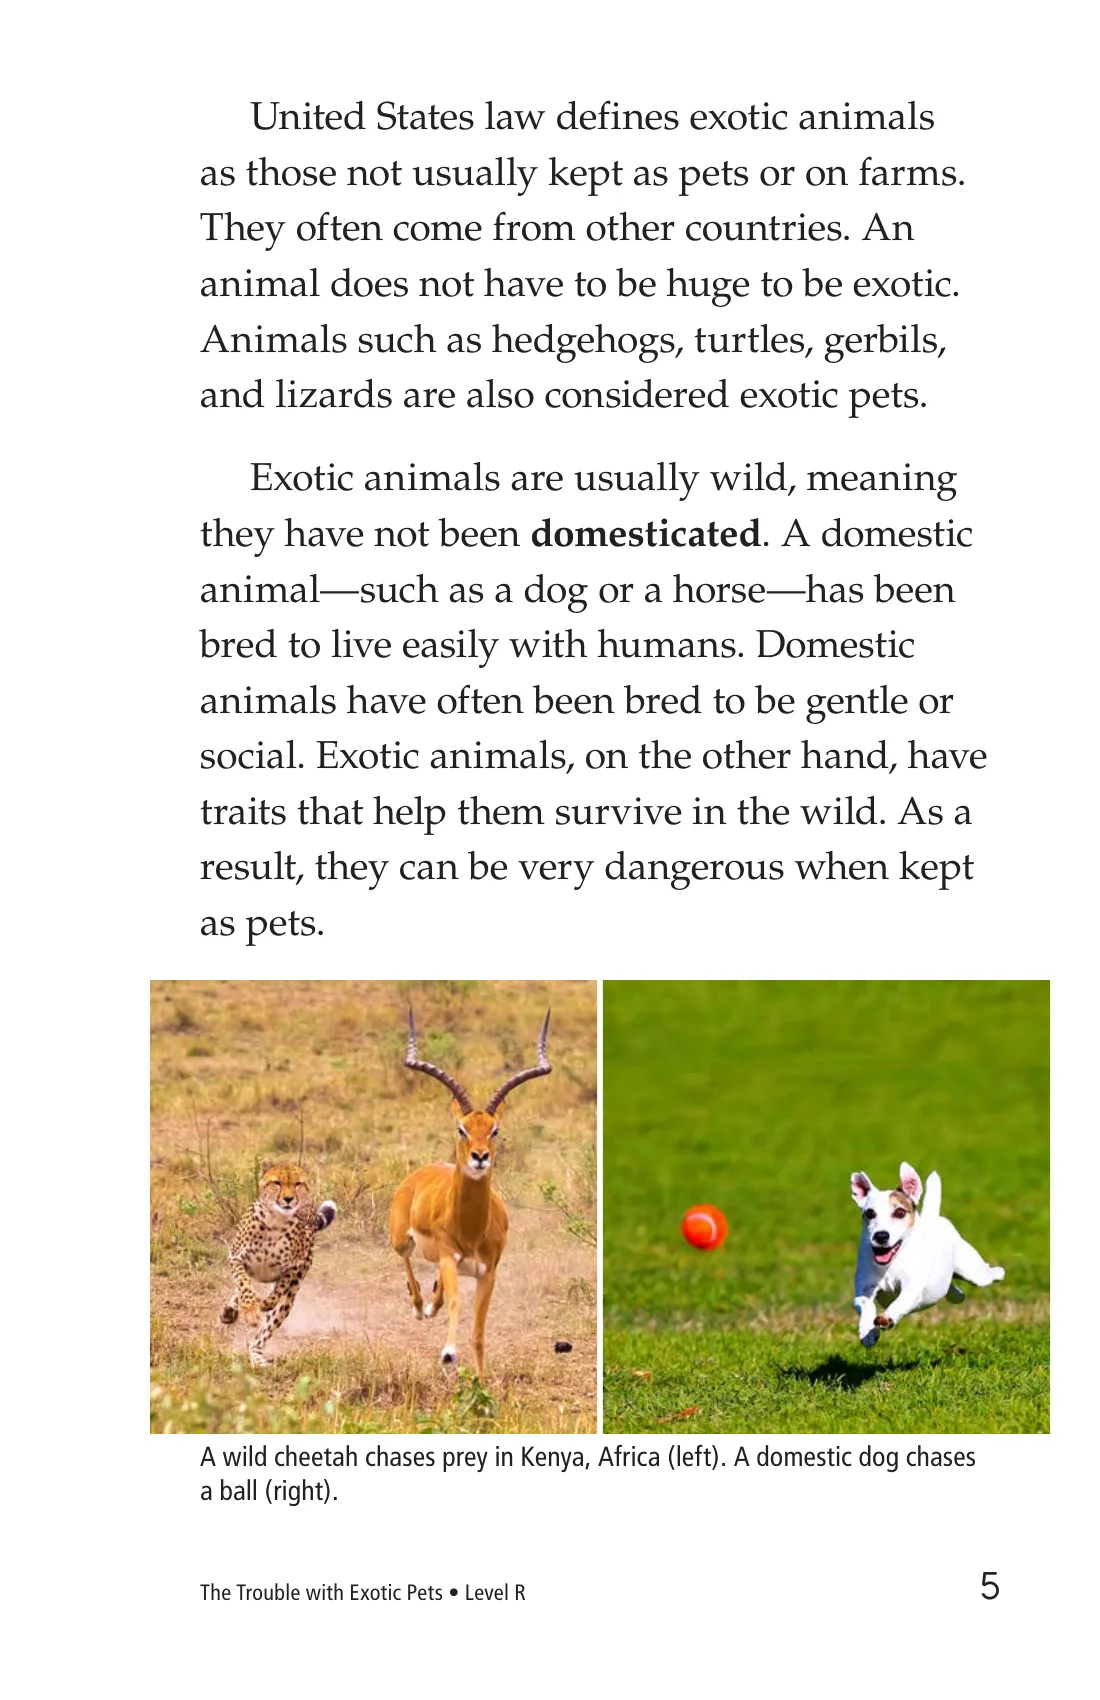 United States law defines exotic animals
as those not usually kept as pets or on farms.
They often come from other countries. An
animal does not have to be huge to be exotic.
Animals such as hedgehogs, turtles, gerbils,
and lizards are also considered exotic pets.
Exotic animals are usually wild, meaning
they have not been domesticated. A domestic
animal—such as a dog or a horse—has been
bred to live easily with humans. Domestic
animals have often been bred to be gentle or
social. Exotic animals, on the other hand, have
traits that help them survive in the wild. As a
result, they can be very dangerous when kept
as pets.
A wild cheetah chases prey in Kenya, Africa (left). A domestic dog chases
a ball (right).
The Trouble with Exotic Pets • Level R
5